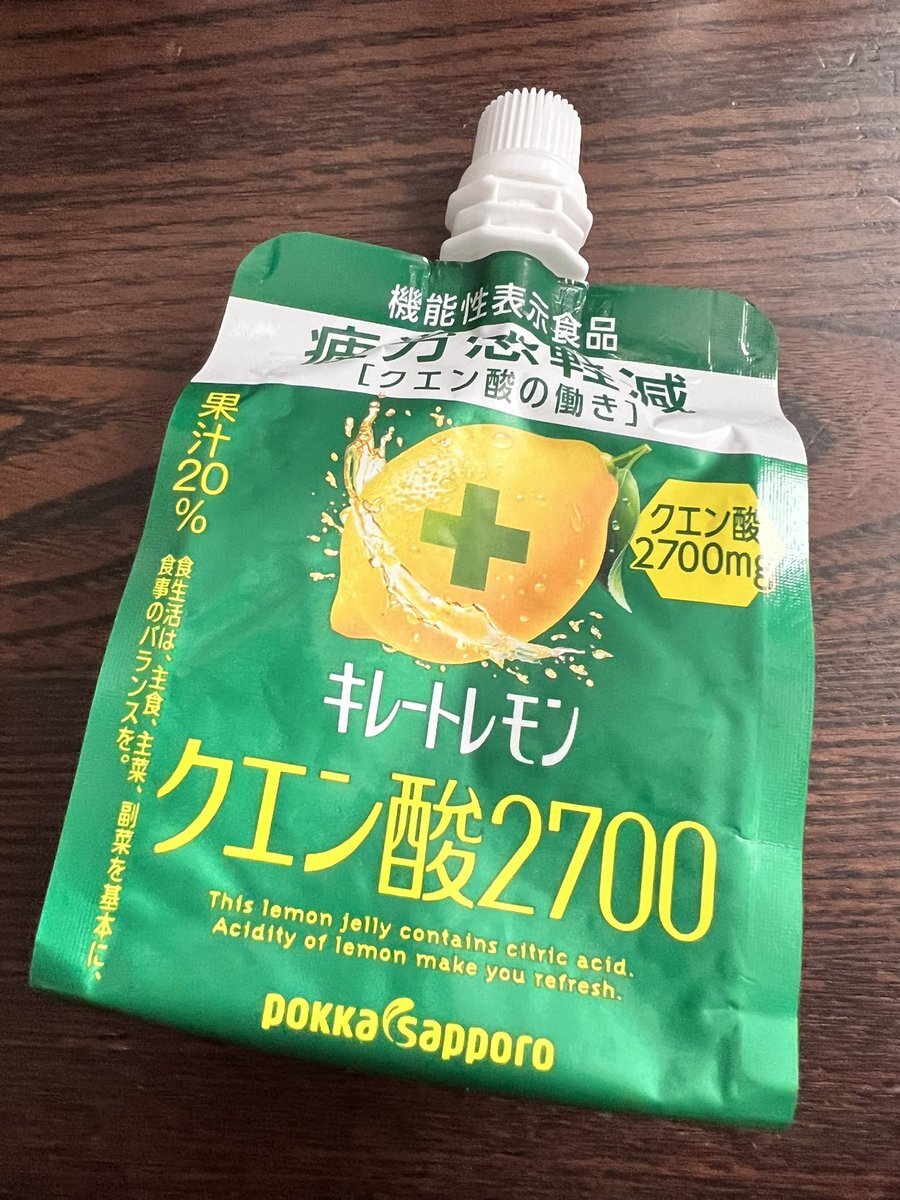 機能性表示食品
疲労感軽減
[クエン酸の働き]
果汁20%
クエン酸
2700mg
食生活は、主食、主菜、副菜を基本に、
食事のバランスを。
キレートレモン
クエン酸2700
This lemon jelly contains citric acid.
Acidity of lemon make you refresh.
POKKA sapporo